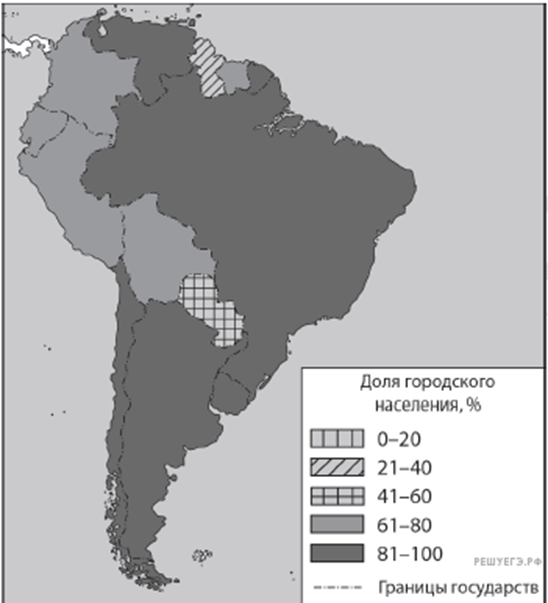 Доля городского
населения, %
0–20
21–40
41–60
61–80
81–100
РЕШУЕГЭ.РФ
Границы государств